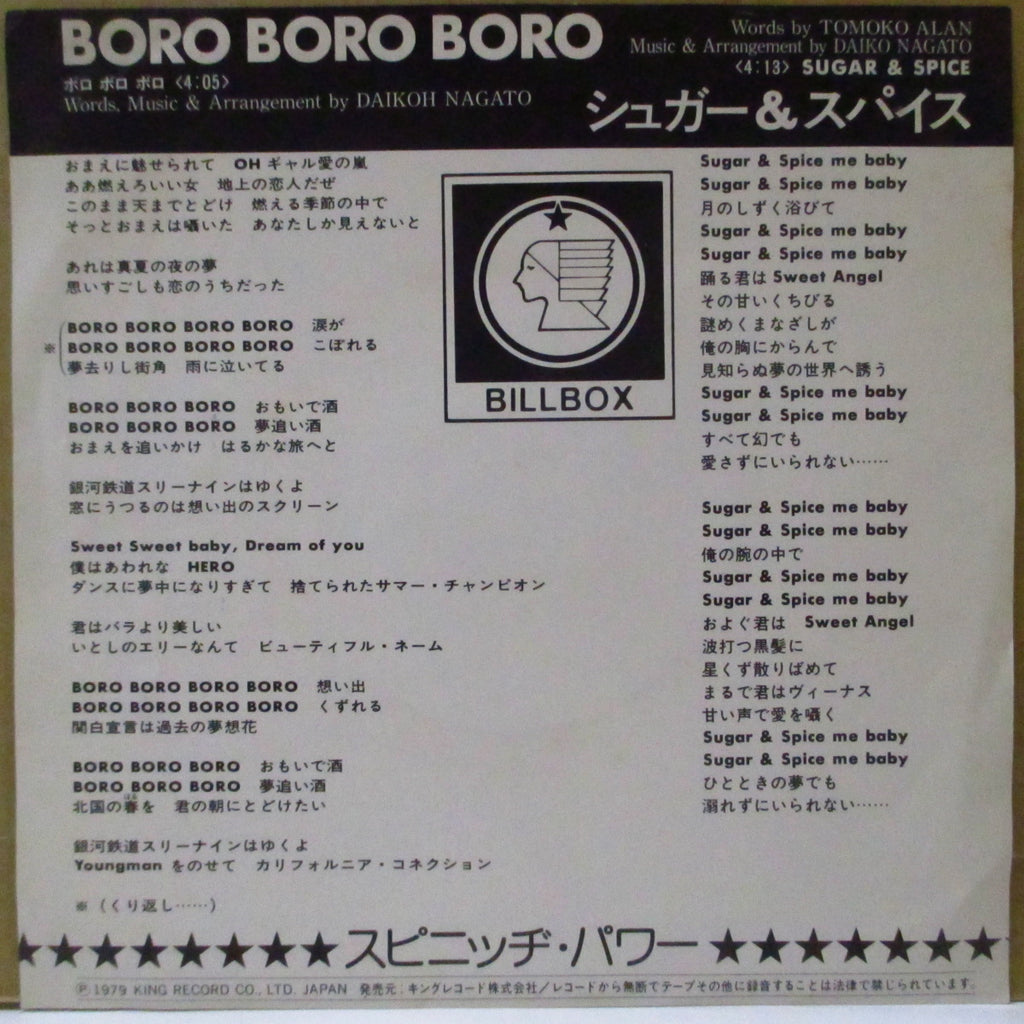 BORO BORO BORO
ボロ ボロ ボロ〈4:05〉
Words, Music & Arrangement by DAIKOH NAGATO
Words by TOMOKO ALAN
Music & Arrangement by DAIKO NAGATO
〈4:13〉 SUGAR & SPICE
シュガー&スパイス
おまえに魅せられて OHギャル愛の嵐
ああ燃えろいい女 地上の恋人だぜ
このまま天までとどけ 燃える季節の中で
そっとおまえは囁いた あなたしか見えないと
あれは真夏の夜の夢
思いすごしも恋のうちだった
BORO BORO BORO BORO 涙が
※ BORO BORO BORO BORO こぼれる
夢去りし街角 雨に泣いてる
BORO BORO BORO おもいで酒
BORO BORO BORO 夢追い酒
おまえを追いかけ はるかな旅へと
銀河鉄道スリーナインはゆくよ
窓にうつるのは想い出のスクリーン
Sweet Sweet baby, Dream of you
僕はあわれな HERO
ダンスに夢中になりすぎて 捨てられたサマー・チャンピオン
君はバラより美しい
いとしのエリーなんて ビューティフル・ネーム
BORO BORO BORO BORO 想い出
BORO BORO BORO BORO くずれる
関白宣言は過去の夢想花
BORO BORO BORO おもいで酒
BORO BORO BORO 夢追い酒
北国の春を 君の朝にとどけたい
はる
銀河鉄道スリーナインはゆくよ
Youngman をのせて カリフォルニア・コネクション
※(くり返し……)
BILLBOX
Sugar & Spice me baby
Sugar & Spice me baby
月のしずく浴びて
Sugar & Spice me baby
Sugar & Spice me baby
踊る君は Sweet Angel
その甘いくちびる
謎めくまなざしが
俺の胸にからんで
見知らぬ夢の世界へ誘う
Sugar & Spice me baby
Sugar & Spice me baby
すべて幻でも
愛さずにいられない……
Sugar & Spice me baby
Sugar & Spice me baby
俺の腕の中で
Sugar & Spice me baby
Sugar & Spice me baby
およぐ君は Sweet Angel
波打つ黒髪に
星くず散りばめて
まるで君はヴィーナス
甘い声で愛を囁く
Sugar & Spice me baby
Sugar & Spice me baby
ひとときの夢でも
溺れずにいられない……
★★★★★★★★スピニッヂ・パワー★★★★★★★
Ⓟ1979 KING RECORD CO., LTD. JAPAN 発売元:キングレコード株式会社/レコードから無断でテープその他に録音することは法律で禁じられています。